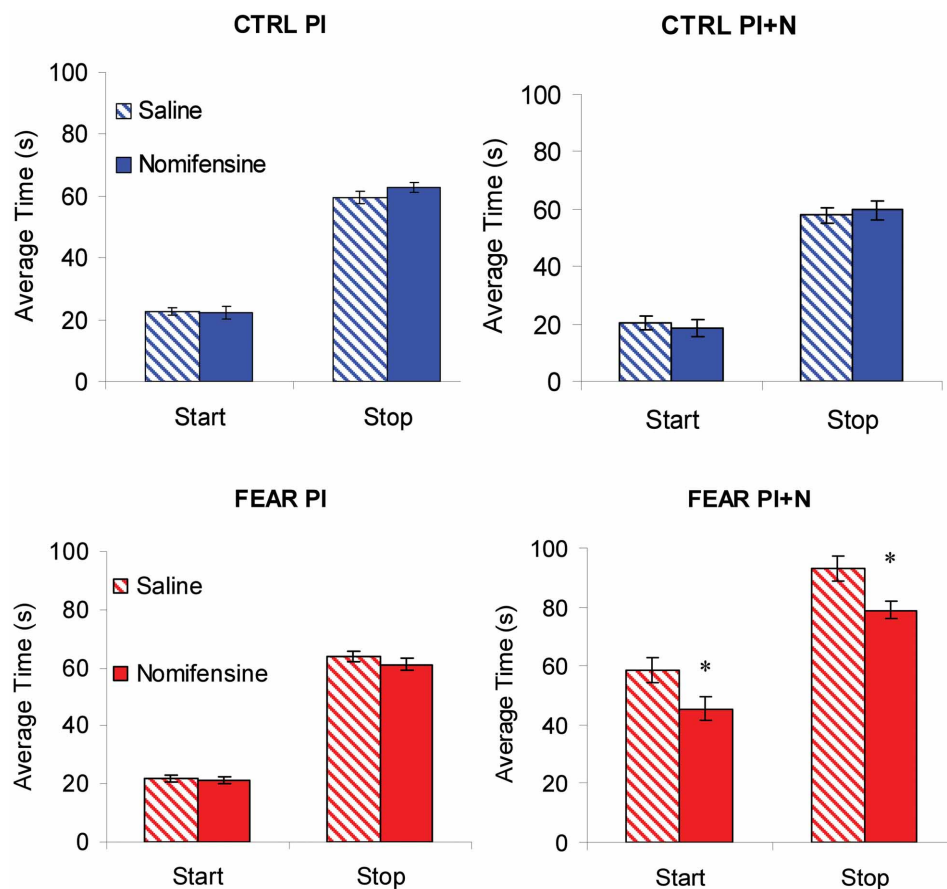 CTRL PI
100
80
60
40
20
0
Average Time (s)
Saline
Nomifensine
Start
Stop
CTRL PI+N
100
80
60
40
20
0
Average Time (s)
Start
Stop
FEAR PI
100
80
60
40
20
0
Average Time (s)
Saline
Nomifensine
Start
Stop
FEAR PI+N
100
80
60
40
20
0
Average Time (s)
*
*
Start
Stop